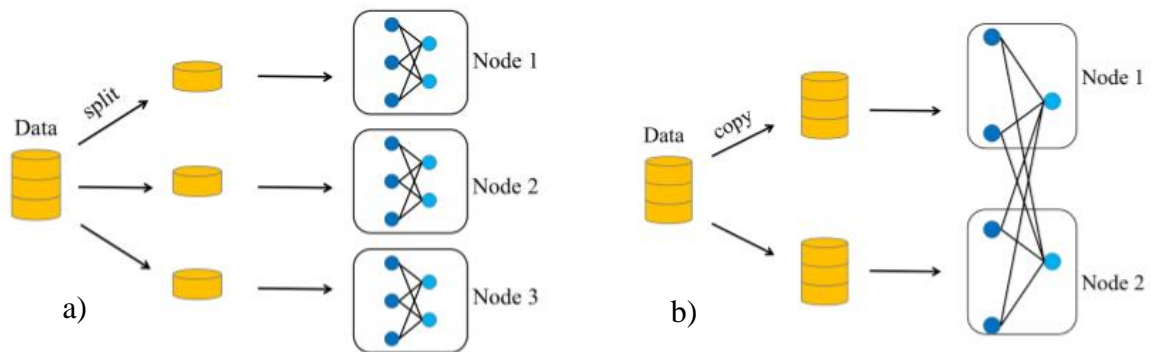 Data
split
Node 1
Node 2
Node 3
a)
Data
copy
Node 1
Node 2
b)